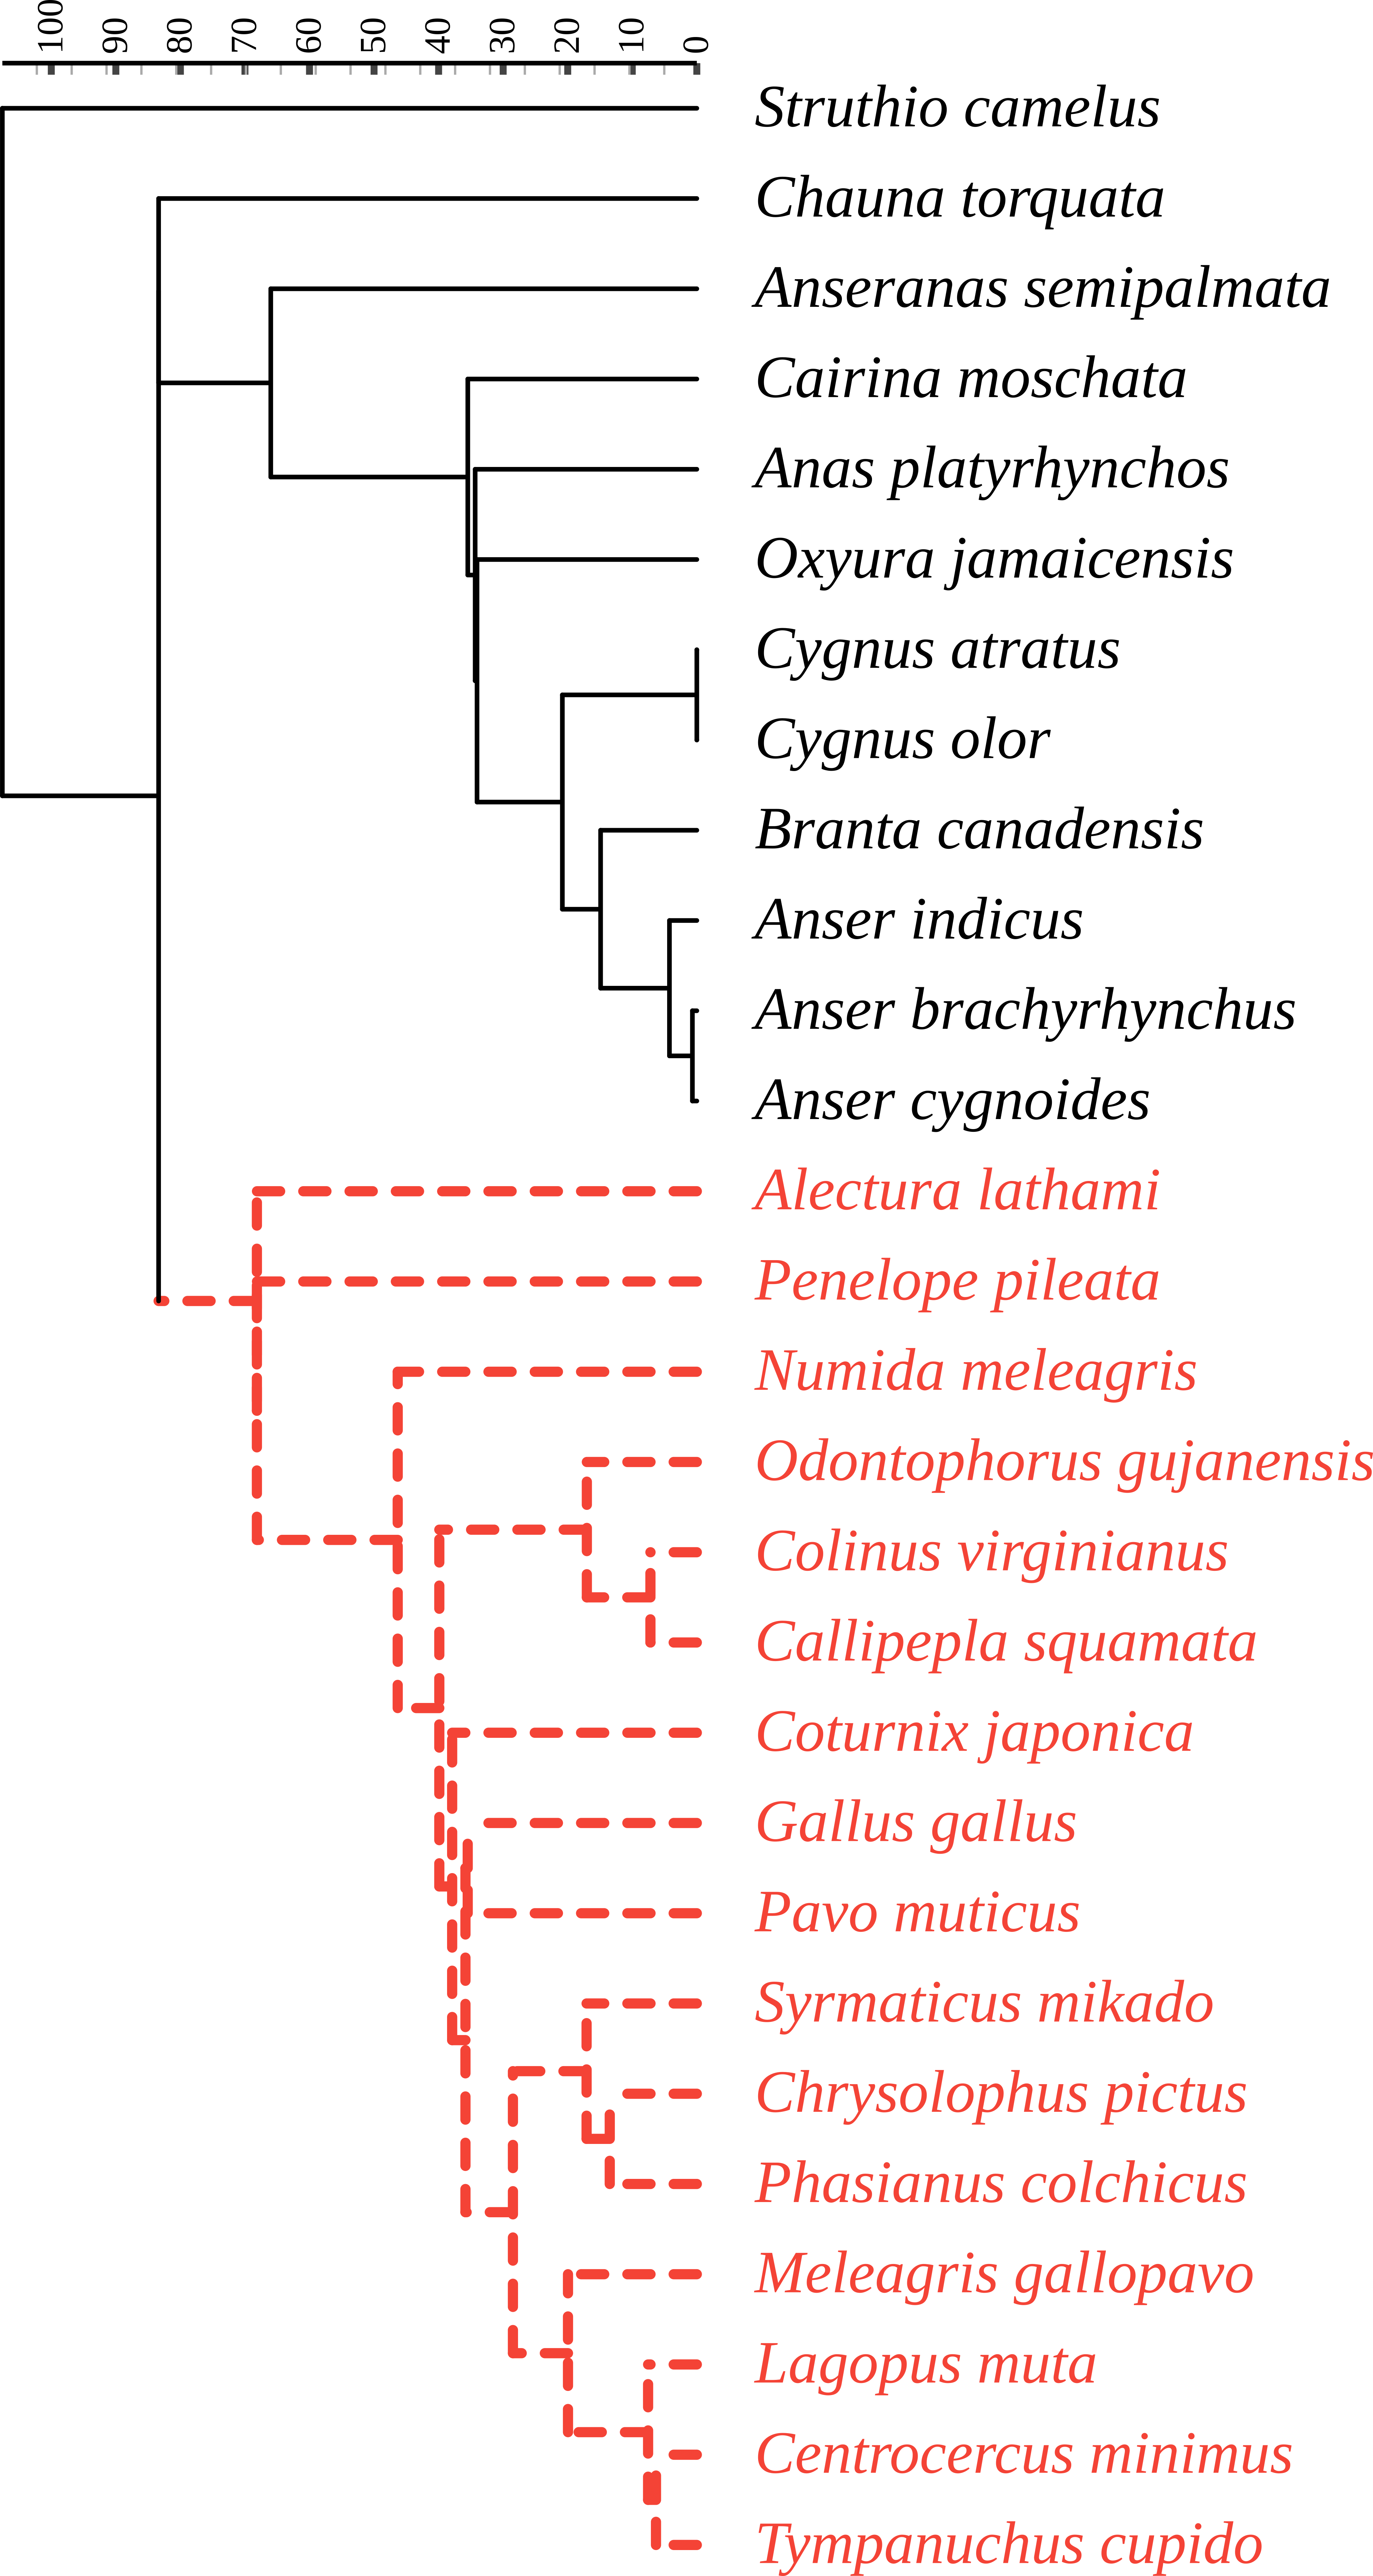 100 90 80 70 60 50 40 30 20 10 0
Struthio camelus
Chauna torquata
Anseranas semipalmata
Cairina moschata
Anas platyrhynchos
Oxyura jamaicensis
Cygnus atratus
Cygnus olor
Branta canadensis
Anser indicus
Anser brachyrhynchus
Anser cygnoides
Alectura lathami
Penelope pileata
Numida meleagris
Odontophorus gujanensis
Colinus virginianus
Callipepla squamata
Coturnix japonica
Gallus gallus
Pavo muticus
Syrmaticus mikado
Chrysolophus pictus
Phasianus colchicus
Meleagris gallopavo
Lagopus muta
Centrocercus minimus
Tympanuchus cupido